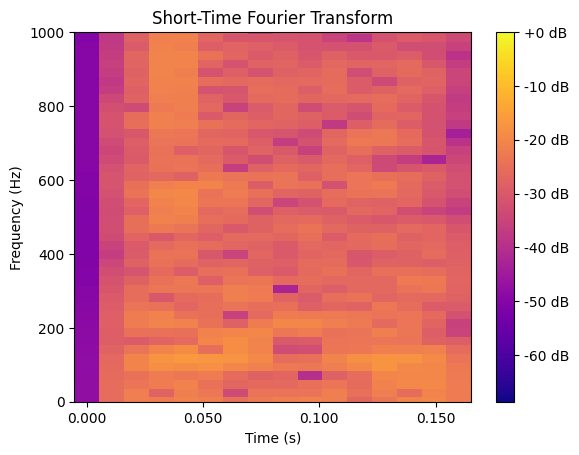 Short-Time Fourier Transform
Frequency (Hz)
1000
800
600
400
200
0
0.000
0.050
0.100
0.150
Time (s)
+0 dB
-10 dB
-20 dB
-30 dB
-40 dB
-50 dB
-60 dB